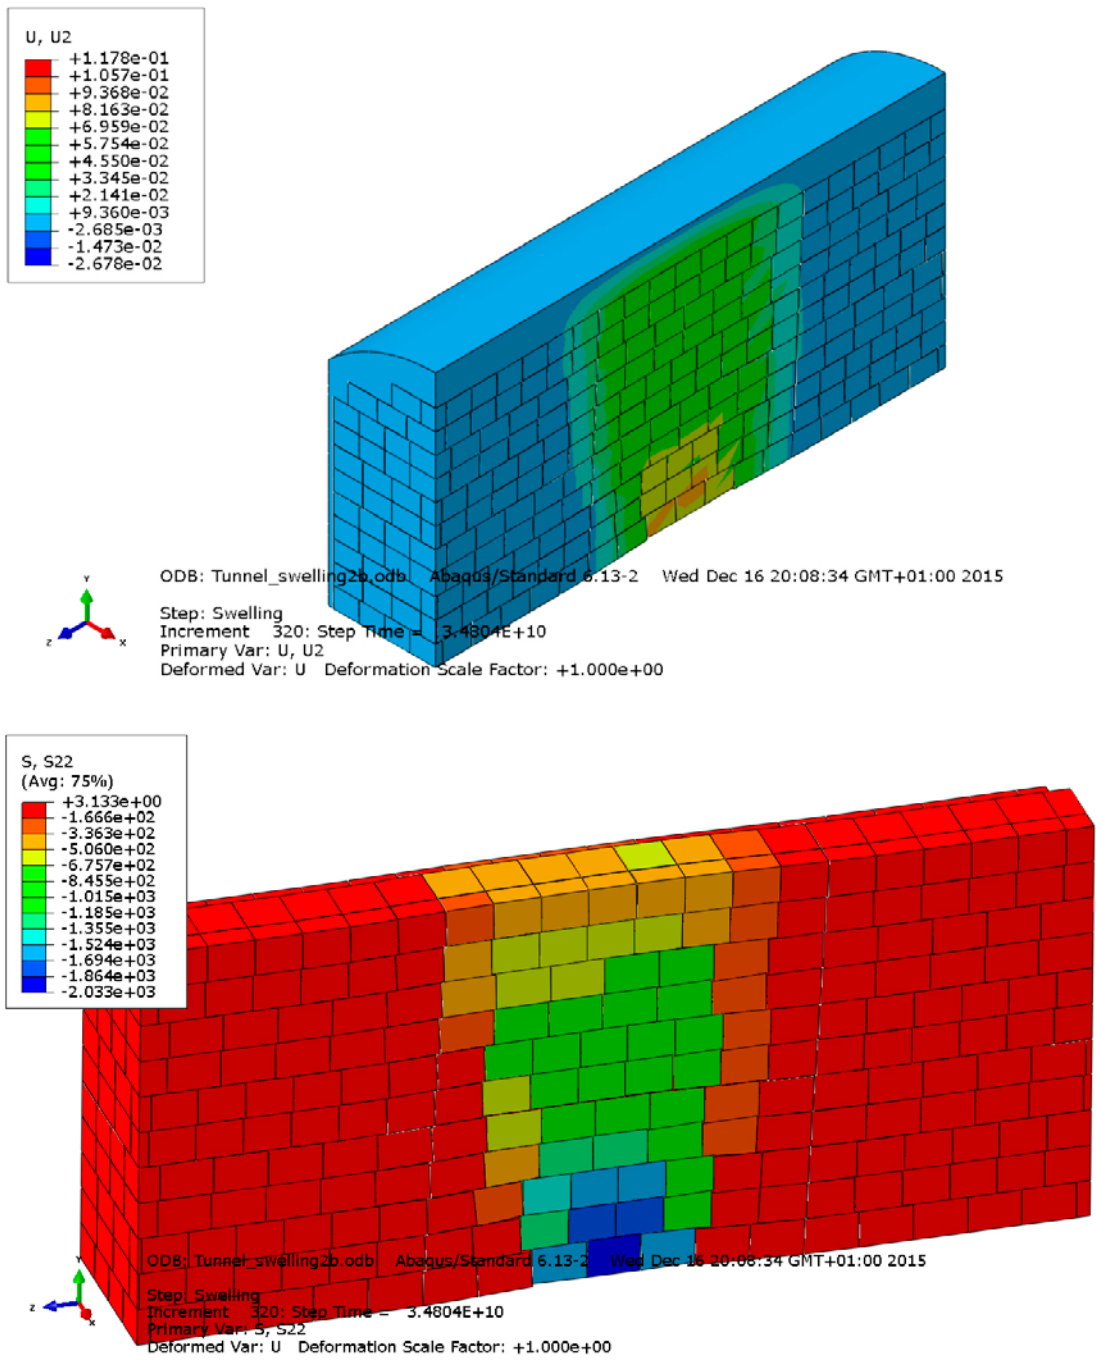 U, U2
+1.178e-01
+1.057e-01
+9.368e-02
+8.163e-02
+6.959e-02
+5.754e-02
+4.550e-02
+3.345e-02
+2.141e-02
+9.360e-03
-2.685e-03
-1.473e-02
-2.678e-02
ODB: Tunnel_swelling2b.odb Abaqus/Standard 6.13-2 Wed Dec 16 20:08:34 GMT+01:00 2015
Y
Z
X
Step: Swelling
Increment 320: Step Time = 3.4804E+10
Primary Var: U, U2
Deformed Var: U Deformation Scale Factor: +1.000e+00
S, S22
(Avg: 75%)
+3.133e+00
-1.666e+02
-3.363e+02
-5.060e+02
-6.757e+02
-8.455e+02
-1.015e+03
-1.185e+03
-1.355e+03
-1.524e+03
-1.694e+03
-1.864e+03
-2.033e+03
ODB: Tunnel_swelling2b.odb Abaqus/Standard 6.13-2 Wed Dec 16 20:08:34 GMT+01:00 2015
Y
Z
X
Step: Swelling
Increment 320: Step Time = 3.4804E+10
Primary Var: S, S22
Deformed Var: U Deformation Scale Factor: +1.000e+00